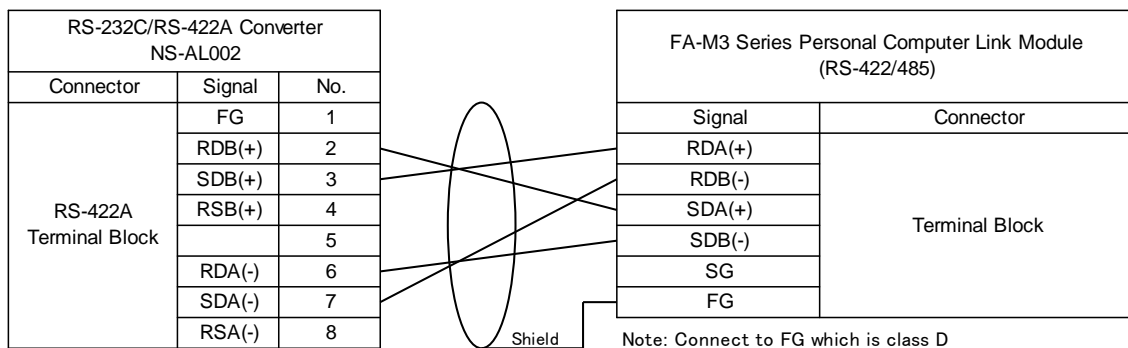 RS-232C/RS-422A Converter
NS-AL002
Connector Signal No.
FG 1
RDB(+) 2
SDB(+) 3
RSB(+) 4
5
RDA(-) 6
SDA(-) 7
RSA(-) 8
RS-422A
Terminal Block
Shield
FA-M3 Series Personal Computer Link Module
(RS-422/485)
Signal Connector
RDA(+)
RDB(-)
SDA(+)
SDB(-)
SG
FG
Terminal Block
Note: Connect to FG which is class D